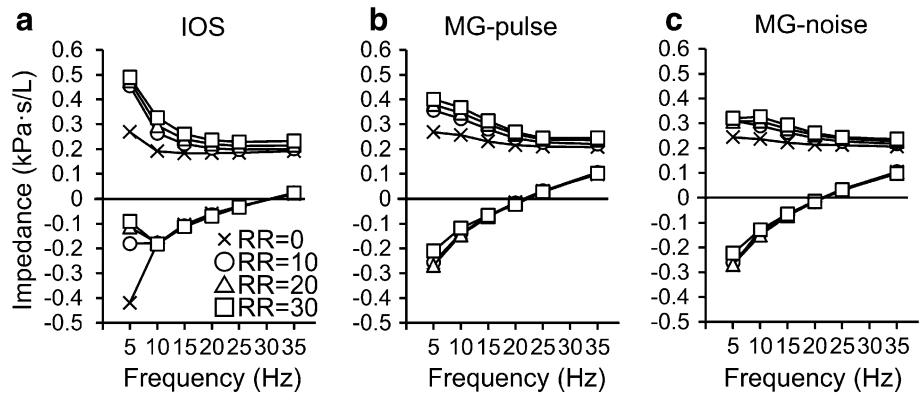 a IOS
b MG-pulse
c MG-noise
Impedance (kPa·s/L)
0.6
0.5
0.4
0.3
0.2
0.1
0
-0.1
-0.2
-0.3
-0.4
-0.5
×RR=0
○RR=10
△RR=20
□RR=30
5 10 15 20 25 30 35
Frequency (Hz)
0.6
0.5
0.4
0.3
0.2
0.1
0
-0.1
-0.2
-0.3
-0.4
-0.5
5 10 15 20 25 30 35
Frequency (Hz)
0.6
0.5
0.4
0.3
0.2
0.1
0
-0.1
-0.2
-0.3
-0.4
-0.5
5 10 15 20 25 30 35
Frequency (Hz)